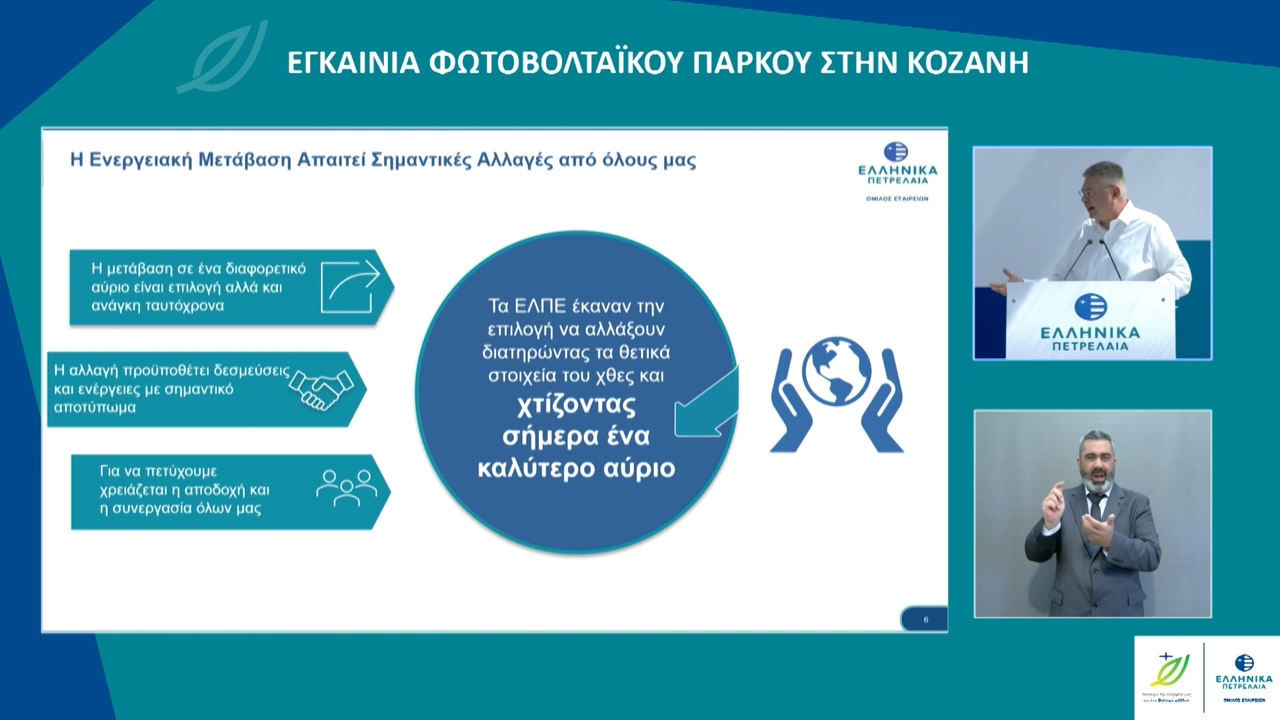 ΕΓΚΑΙΝΙΑ ΦΩΤΟΒΟΛΤΑΪΚΟΥ ΠΑΡΚΟΥ ΣΤΗΝ ΚΟΖΑΝΗ
Η Ενεργειακή Μετάβαση Απαιτεί Σημαντικές Αλλαγές από όλους μας
ΕΛΛΗΝΙΚΑ
ΠΕΤΡΕΛΑΙΑ
ΟΜΙΛΟΣ ΕΤΑΙΡΕΙΩΝ
Η μετάβαση σε ένα διαφορετικό
αύριο είναι επιλογή αλλά και
ανάγκη ταυτόχρονα
Η αλλαγή προϋποθέτει δεσμεύσεις
και ενέργειες με σημαντικό
αποτύπωμα
Για να πετύχουμε
χρειάζεται η αποδοχή και
η συνεργασία όλων μας
Τα ΕΛΠΕ έκαναν την
επιλογή να αλλάξουν
διατηρώντας τα θετικά
στοιχεία του χθες και
χτίζοντας
σήμερα ένα
καλύτερο αύριο
6
ΕΛΛΗΝΙΚΑ
ΠΕΤΡΕΛΑΙΑ
ΕΛΛΗΝΙΚΑ
ΠΕΤΡΕΛΑΙΑ
ΟΜΙΛΟΣ ΕΤΑΙΡΕΙΩΝ